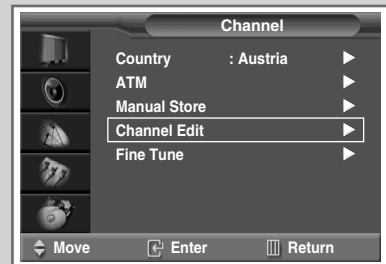 Channel
Country : Austria
ATM
Manual Store
Channel Edit
Fine Tune
Move Enter Return